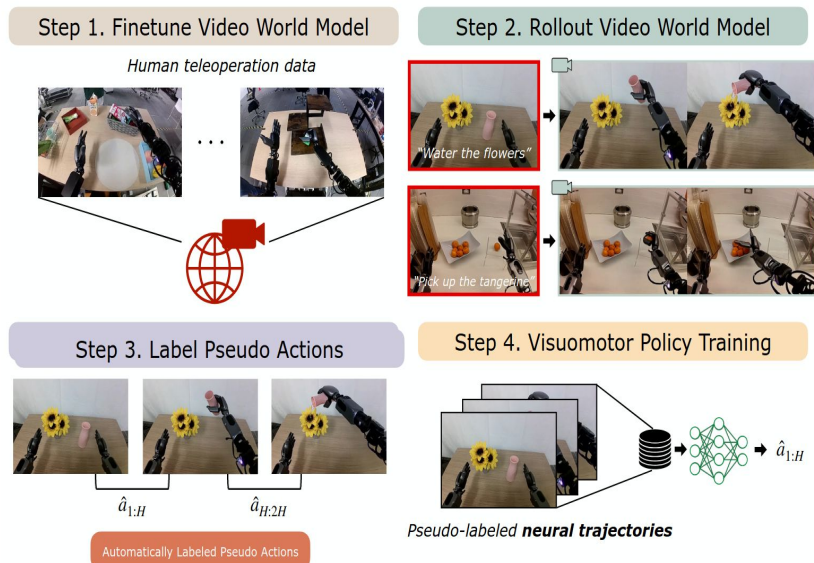 Step 1. Finetune Video World Model
Human teleoperation data
. . .
Step 2. Rollout Video World Model
"Water the flowers"
"Pick up the tangerine"
Step 3. Label Pseudo Actions
â1:H
âH:2H
Automatically Labeled Pseudo Actions
Step 4. Visuomotor Policy Training
â1:H
Pseudo-labeled neural trajectories